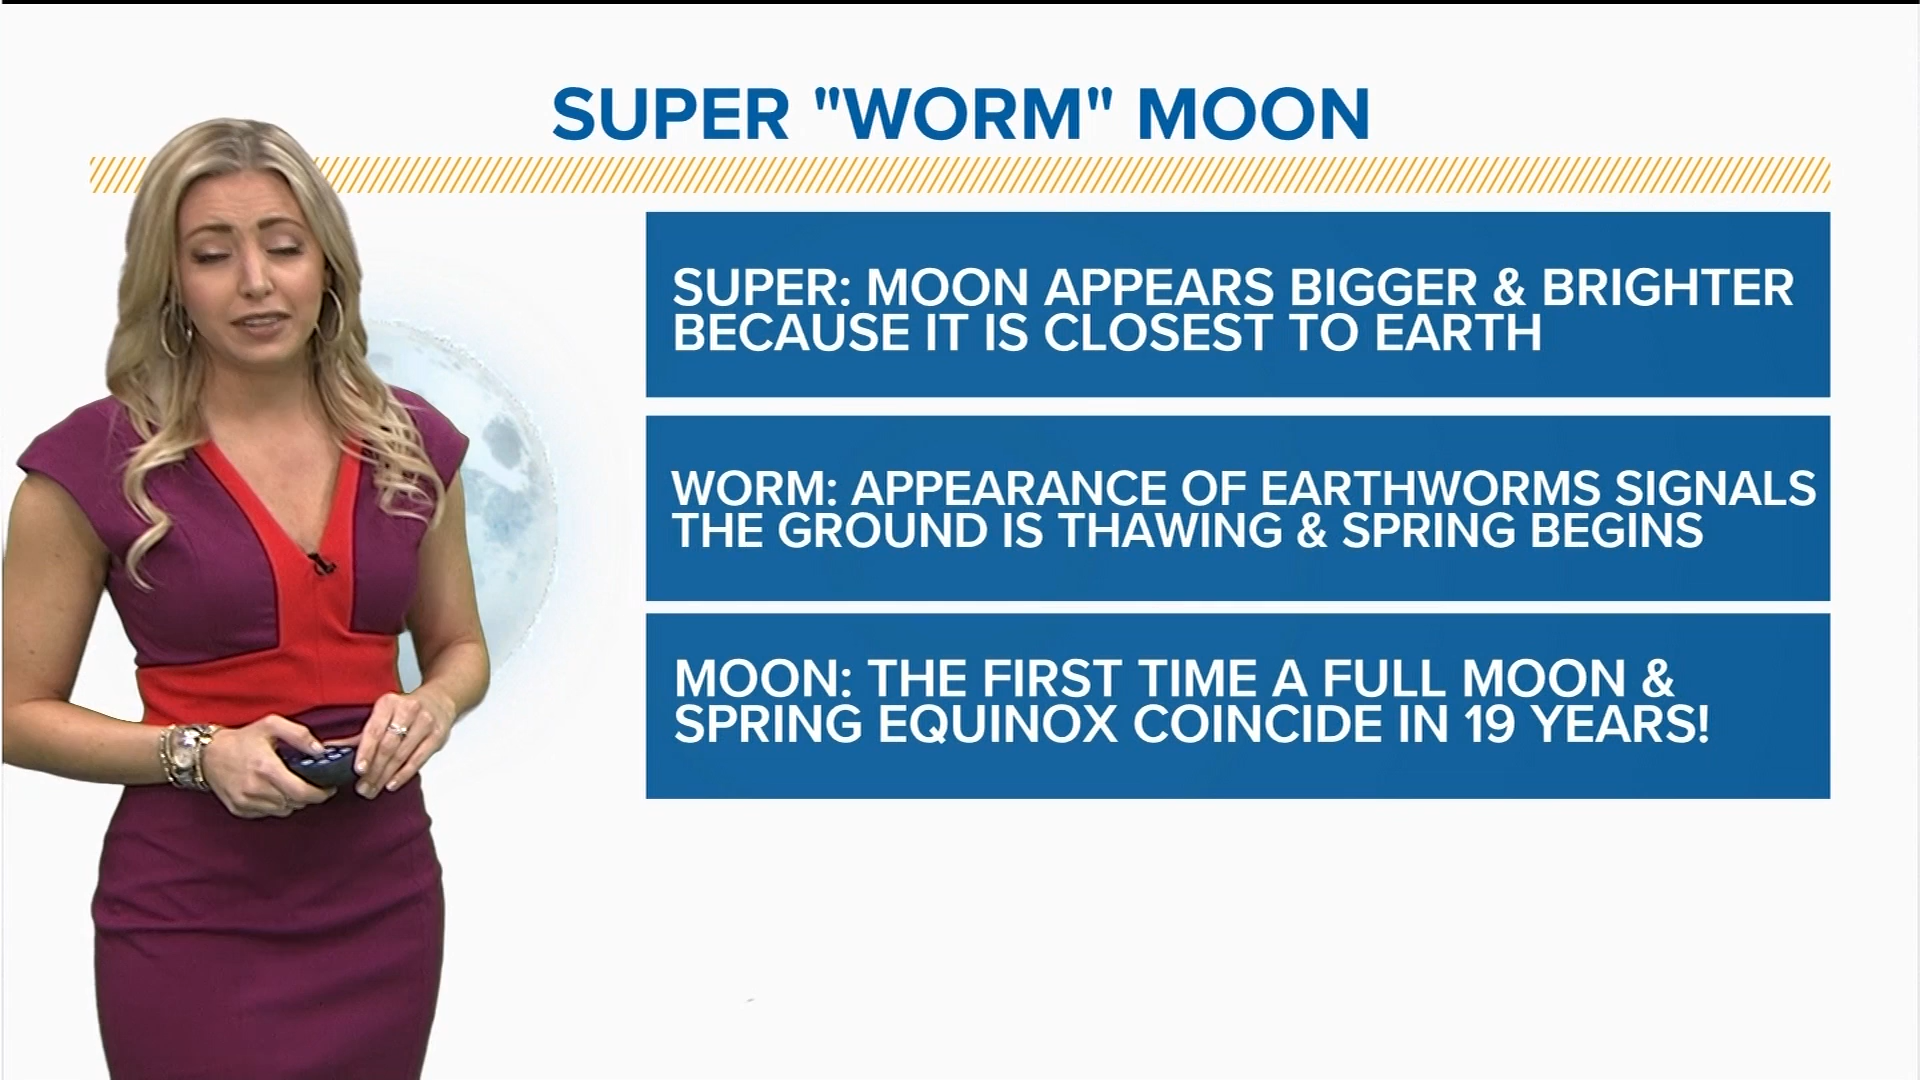 SUPER "WORM" MOON
SUPER: MOON APPEARS BIGGER & BRIGHTER
BECAUSE IT IS CLOSEST TO EARTH
WORM: APPEARANCE OF EARTHWORMS SIGNALS
THE GROUND IS THAWING & SPRING BEGINS
MOON: THE FIRST TIME A FULL MOON &
SPRING EQUINOX COINCIDE IN 19 YEARS!